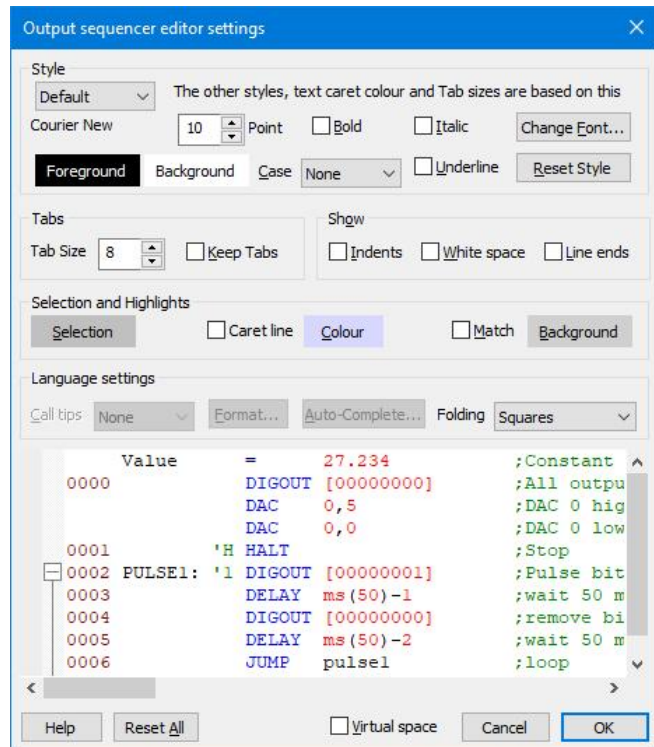 Output sequencer editor settings
Style
Default The other styles, text caret colour and Tab sizes are based on this
Courier New 10 Point Bold Italic Change Font...
Foreground Background Case None Underline Reset Style
Tabs Show
Tab Size 8 Keep Tabs Indents White space Line ends
Selection and Highlights
Selection Caret line Colour Match Background
Language settings
Call tips None Format... Auto-Complete... Folding Squares
Value = 27.234 ;Constant
0000 DIGOUT [00000000] ;All outpu
DAC 0,5 ;DAC 0 hig
DAC 0,0 ;DAC 0 low
0001 'H HALT ;Stop
0002 PULSE1: '1 DIGOUT [00000001] ;Pulse bit
0003 DELAY ms(50)-1 ;wait 50 m
0004 DIGOUT [00000000] ;remove bi
0005 DELAY ms(50)-2 ;wait 50 m
0006 JUMP pulse1 ;loop
Help Reset All Virtual space Cancel OK